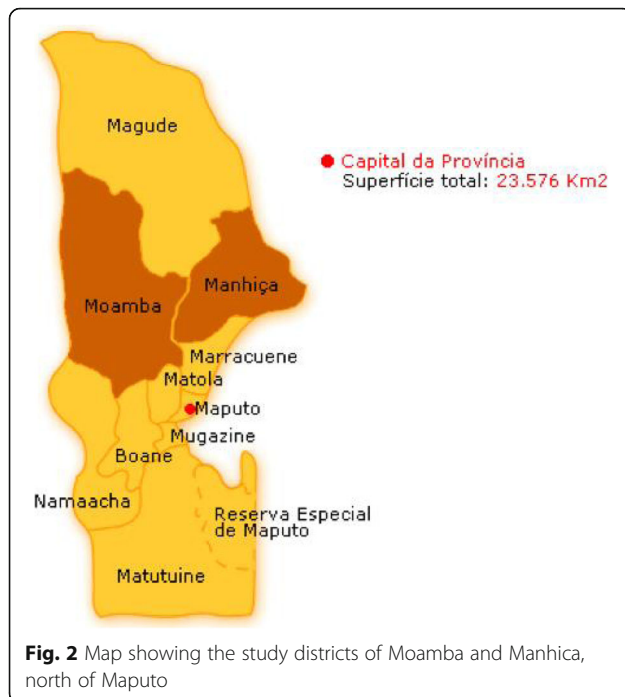 Magude
Capital da Província
Superfície total: 23.576 Km2
Manhiça
Moamba
Marracuene
Matola
Maputo
Mugazine
Boane
Namaacha
Reserva Especial
de Maputo
Matutuine
Fig. 2 Map showing the study districts of Moamba and Manhica,
north of Maputo